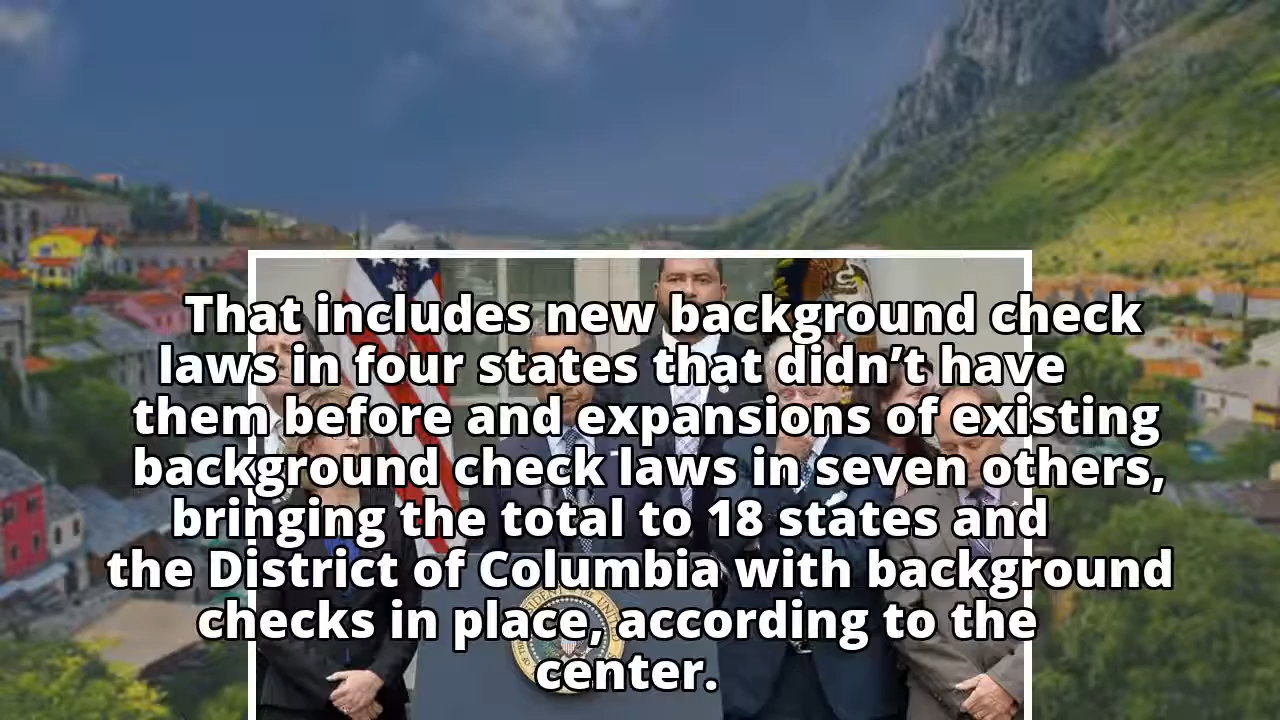 That includes new background check
laws in four states that didn’t have
them before and expansions of existing
background check laws in seven others,
bringing the total to 18 states and
the District of Columbia with background
checks in place, according to the
center.